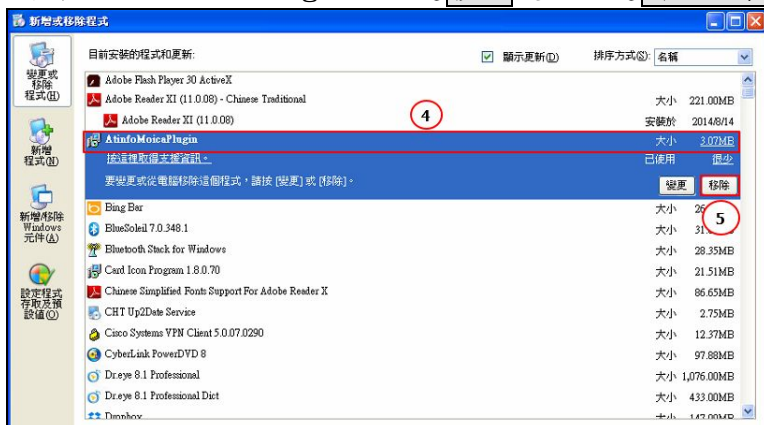 新增或移除程式
變更或
移除
程式(H)
新增
程式(N)
新增/移除
Windows
元件(A)
設定程式
存取及預
設值(O)
目前安裝的程式和更新:
顯示更新(D)
排序方式(S): 名稱
Adobe Flash Player 30 ActiveX
Adobe Reader XI (11.0.08) - Chinese Traditional 大小 221.00MB
Adobe Reader XI (11.0.08) 安裝於 2014/8/14
4
AtinfoMoicaPlugin 大小 3.07MB
按這裡取得支援資訊。 已使用 很少
要變更或從電腦移除這個程式，請按 [變更] 或 [移除]。
變更 移除
5
Bing Bar 大小
BlueSoleil 7.0.348.1 大小
Bluetooth Stack for Windows 大小 28.35MB
Card Icon Program 1.8.0.70 大小 21.51MB
Chinese Simplified Fonts Support For Adobe Reader X 大小 86.65MB
CHT Up2Date Service 大小 2.75MB
Cisco Systems VPN Client 5.0.07.0290 大小 12.37MB
CyberLink PowerDVD 8 大小 97.88MB
Dr.eye 8.1 Professional 大小 1,076.00MB
Dr.eye 8.1 Professional Dict 大小 433.00MB
Dropbox 大小 147.00MB